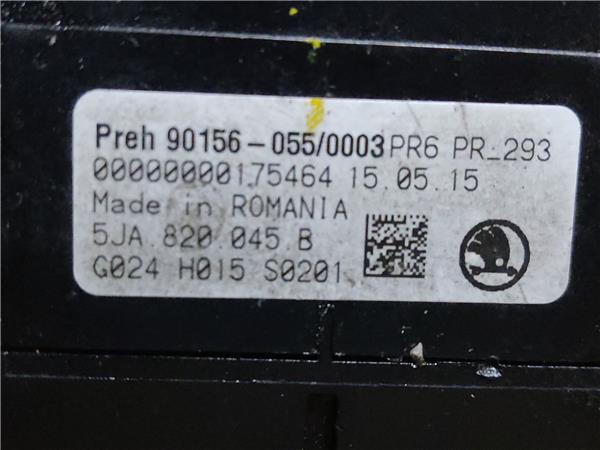 Preh 90156-055/0003 PR6 PR_293
00000000175464 15.05.15
Made in ROMANIA
5JA.820.045.B
G024 H015 S0201